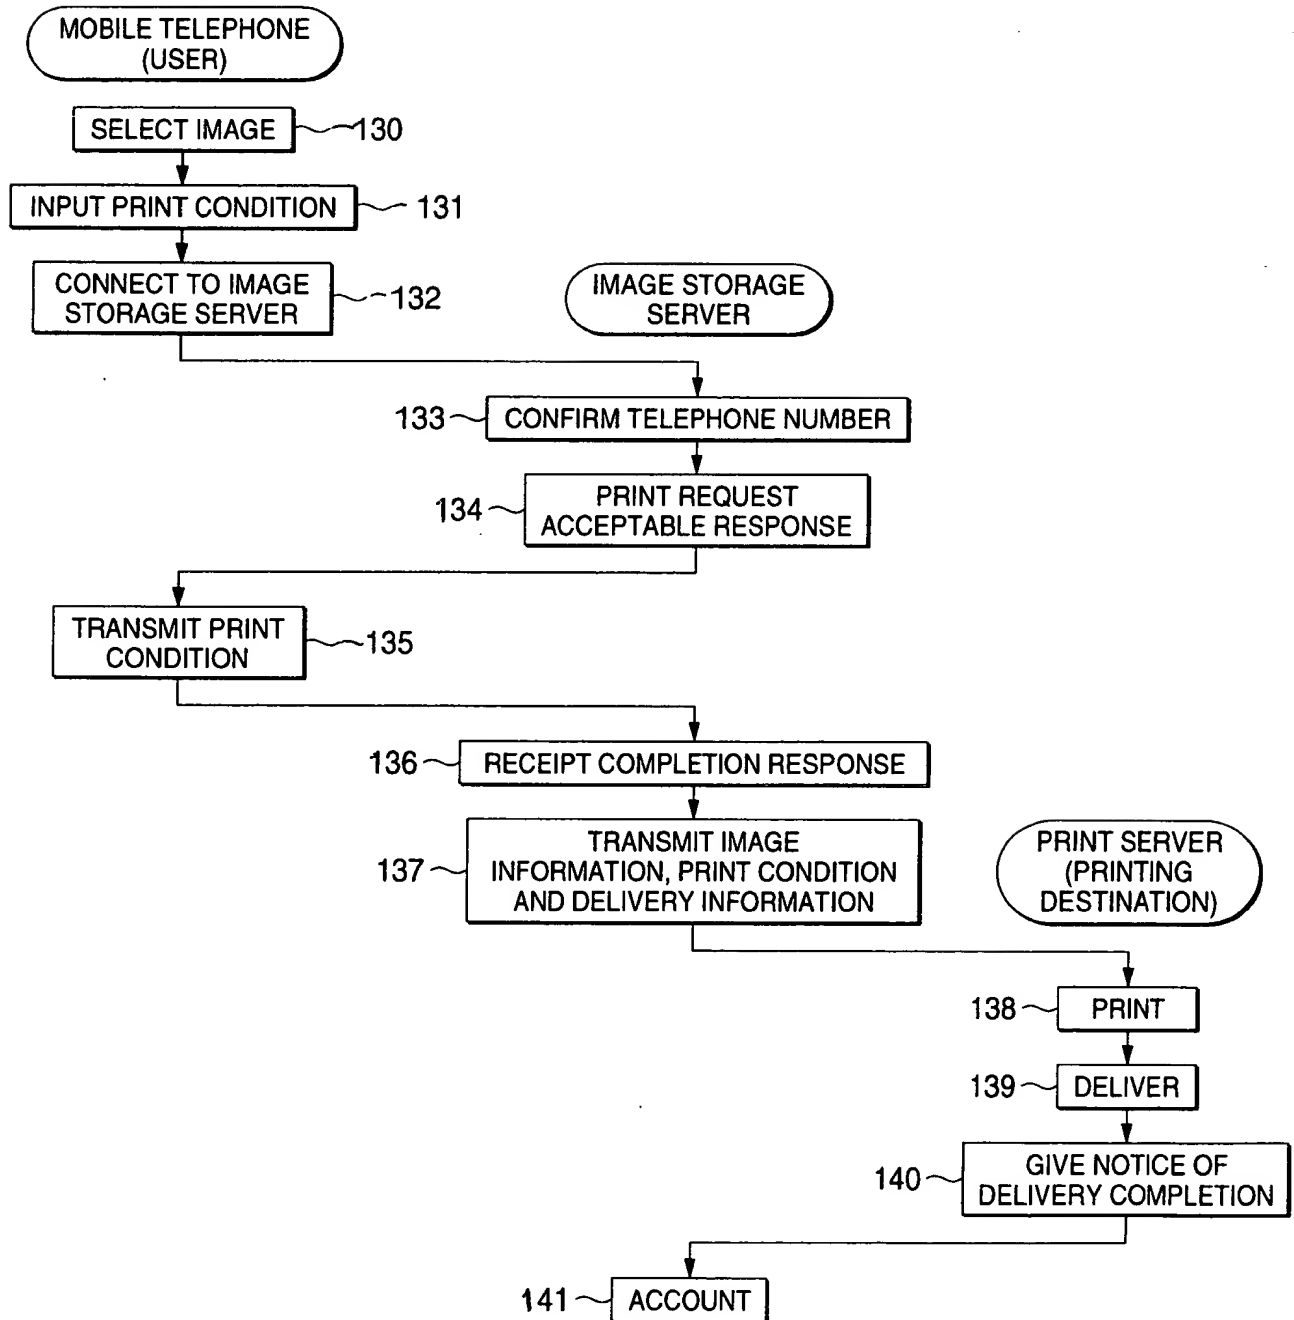 MOBILE TELEPHONE
(USER)
SELECT IMAGE 130
INPUT PRINT CONDITION 131
CONNECT TO IMAGE
STORAGE SERVER 132
IMAGE STORAGE
SERVER
133 CONFIRM TELEPHONE NUMBER
134 PRINT REQUEST
ACCEPTABLE RESPONSE
TRANSMIT PRINT
CONDITION 135
136 RECEIPT COMPLETION RESPONSE
137 TRANSMIT IMAGE
INFORMATION, PRINT CONDITION
AND DELIVERY INFORMATION
PRINT SERVER
(PRINTING
DESTINATION)
138 PRINT
139 DELIVER
140 GIVE NOTICE OF
DELIVERY COMPLETION
141 ACCOUNT